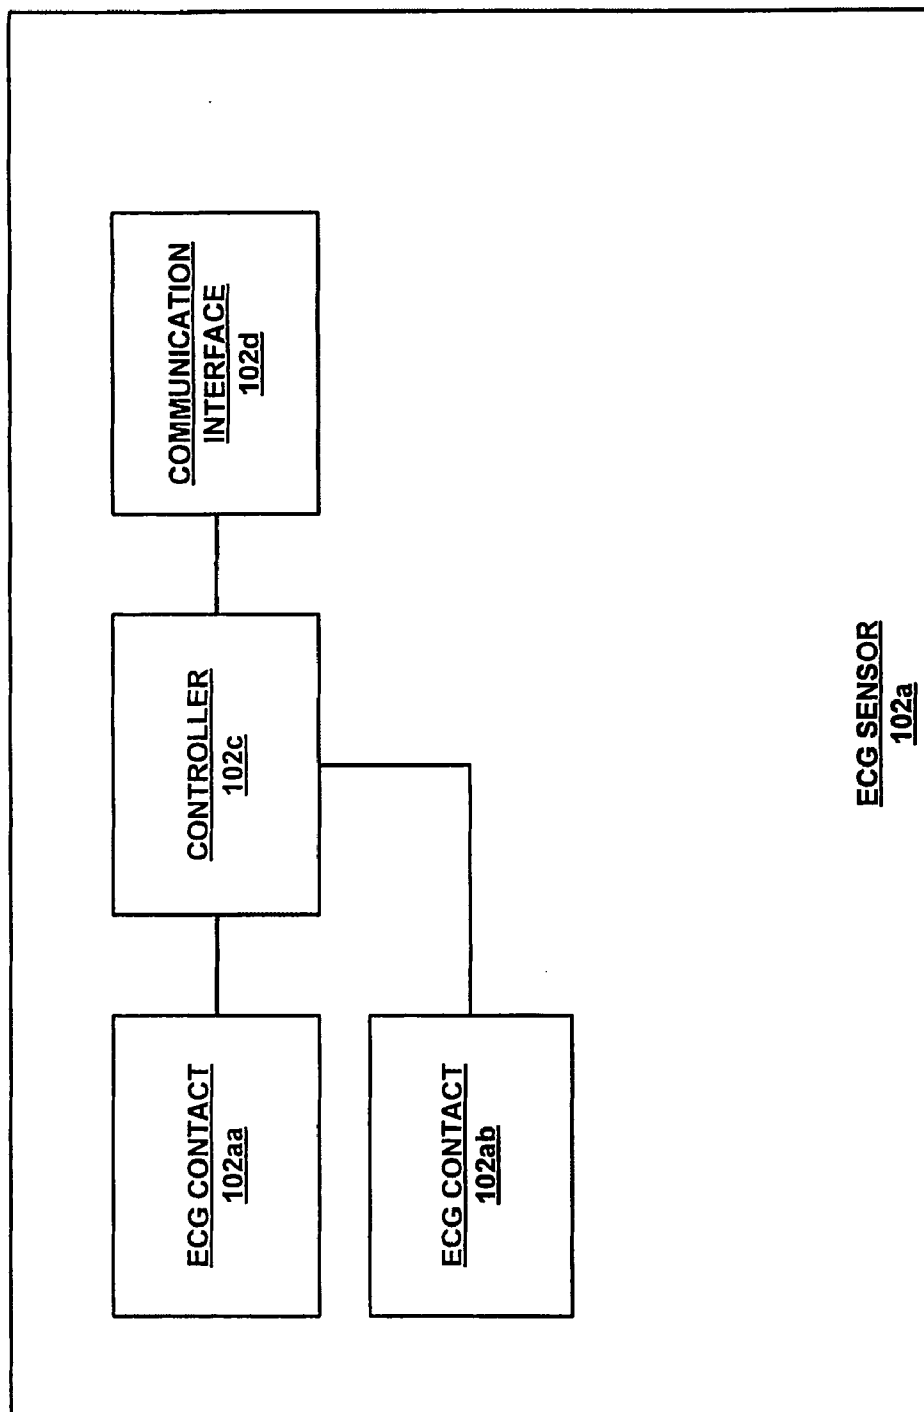 ECG CONTACT
102aa
CONTROLLER
102c
COMMUNICATION
INTERFACE
102d
ECG CONTACT
102ab
ECG SENSOR
102a